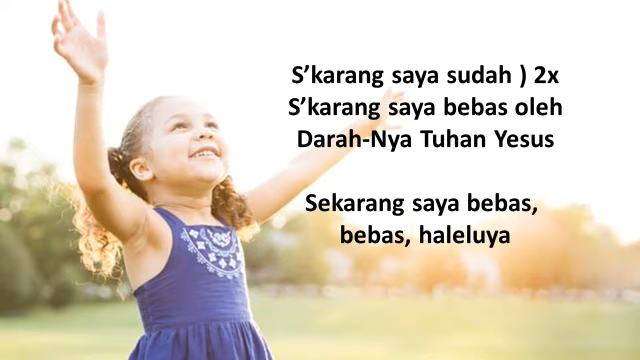 S’karang saya sudah ) 2x
S’karang saya bebas oleh
Darah-Nya Tuhan Yesus
Sekarang saya bebas,
bebas, haleluya